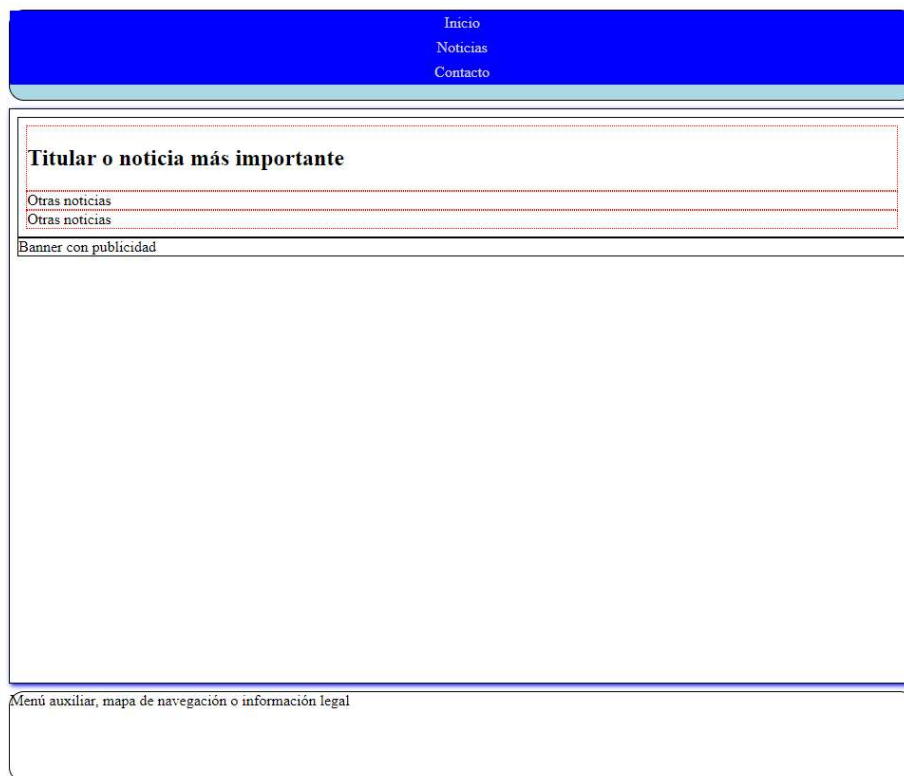 Inicio
Noticias
Contacto
Titular o noticia más importante
Otras noticias
Otras noticias
Banner con publicidad
Menú auxiliar, mapa de navegación o información legal